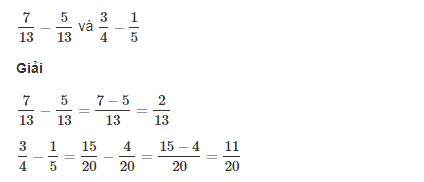 $\frac{7}{13} - \frac{5}{13}$ và $\frac{3}{4} - \frac{1}{5}$
Giải
$\frac{7}{13} - \frac{5}{13} = \frac{7-5}{13} = \frac{2}{13}$
$\frac{3}{4} - \frac{1}{5} = \frac{15}{20} - \frac{4}{20} = \frac{15-4}{20} = \frac{11}{20}$